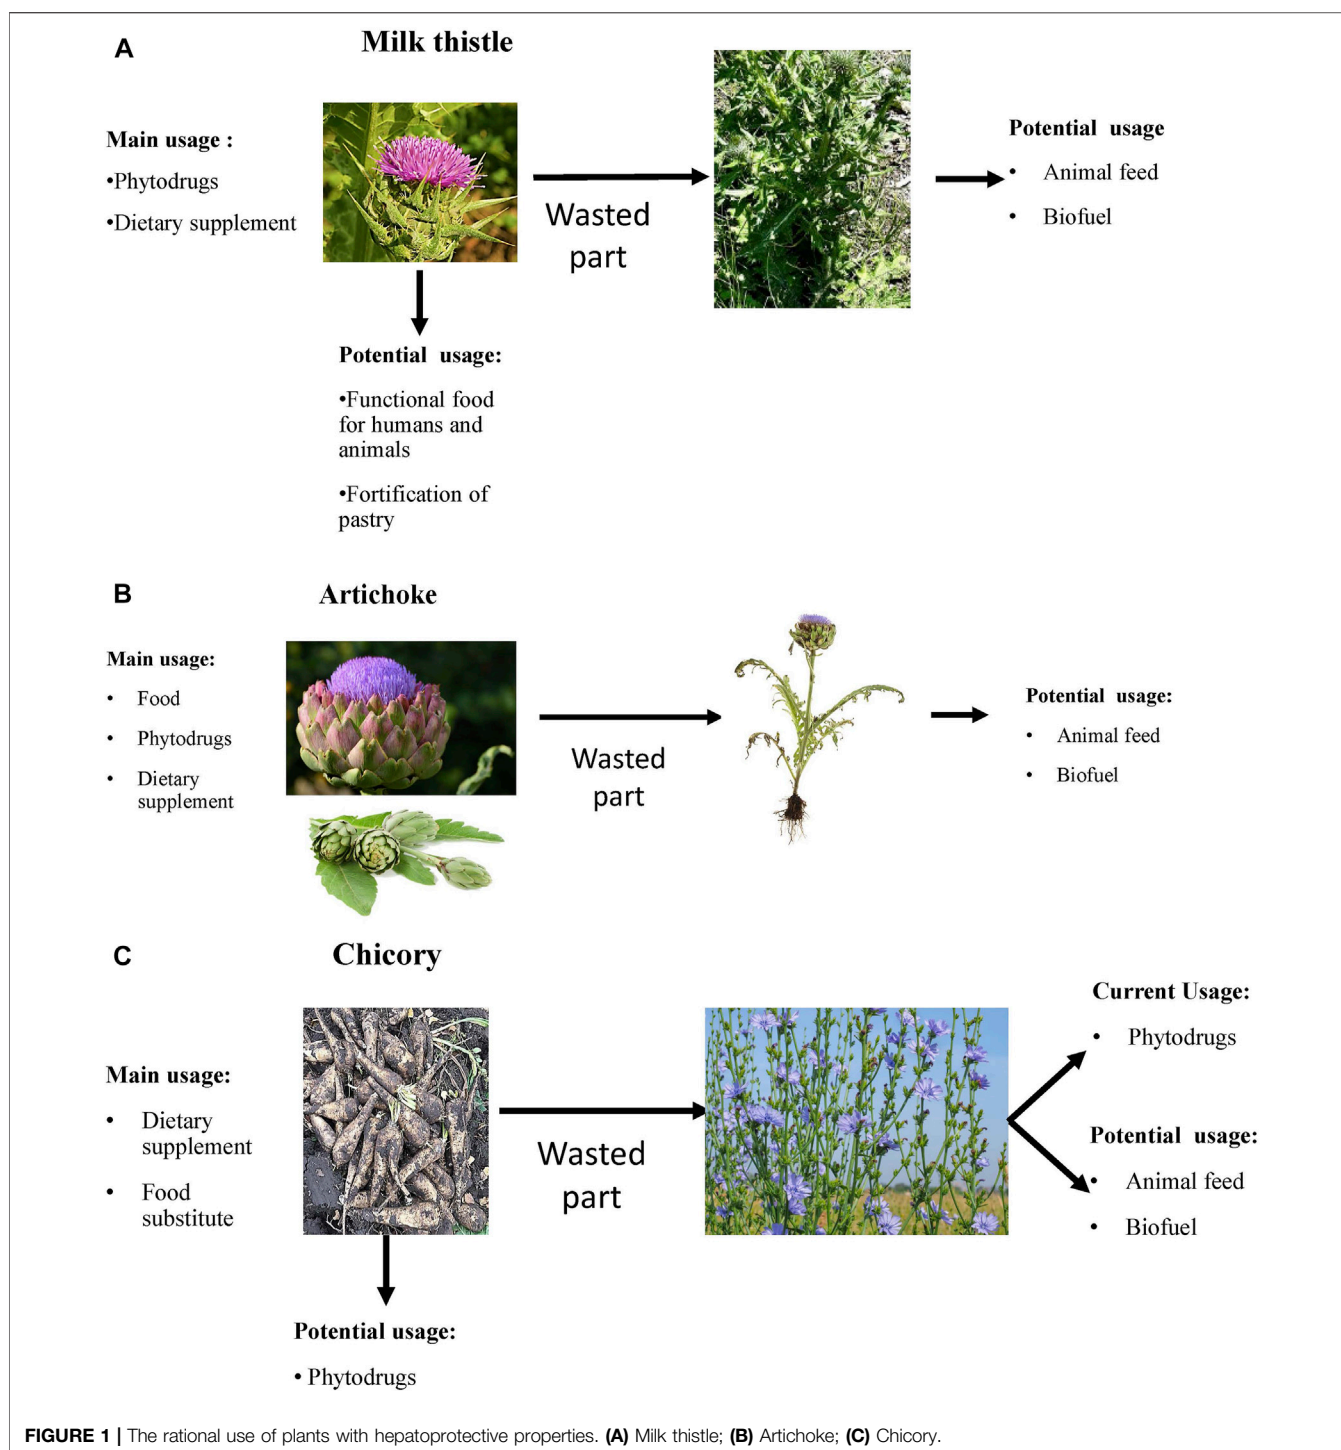 A
Milk thistle
Main usage :
•Phytodrugs
•Dietary supplement
Wasted
part
Potential usage
• Animal feed
• Biofuel
Potential usage:
•Functional food
for humans and
animals
•Fortification of
pastry
B
Artichoke
Main usage:
• Food
• Phytodrugs
• Dietary
supplement
Wasted
part
Potential usage:
• Animal feed
• Biofuel
C
Chicory
Main usage:
• Dietary
supplement
• Food
substitute
Wasted
part
Current Usage:
• Phytodrugs
Potential usage:
• Animal feed
• Biofuel
Potential usage:
• Phytodrugs
FIGURE 1 | The rational use of plants with hepatoprotective properties. (A) Milk thistle; (B) Artichoke; (C) Chicory.